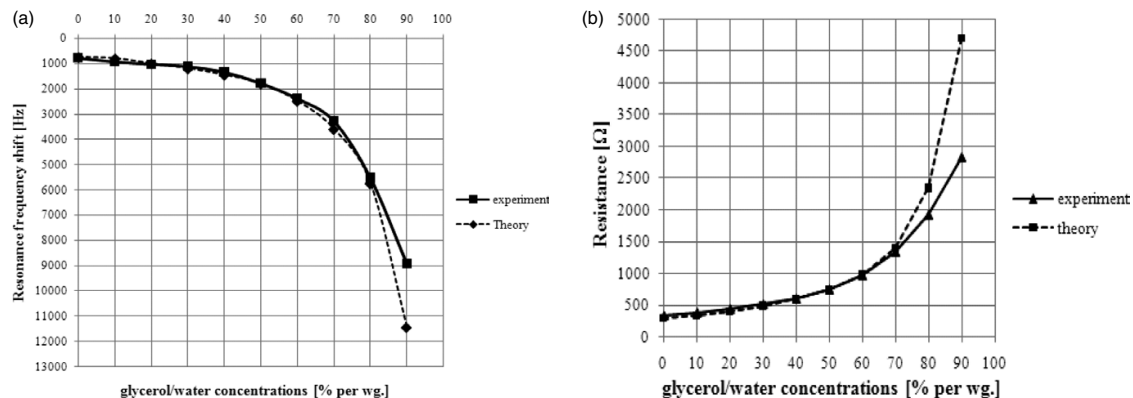 (a)
0 10 20 30 40 50 60 70 80 90 100
0
1000
2000
3000
4000
5000
6000
7000
8000
9000
10000
11000
12000
13000
Resonance frequency shift [Hz]
experiment
Theory
glycerol/water concentrations [% per wg.]
(b)
5000
4500
4000
3500
3000
2500
2000
1500
1000
500
0
Resistance [Ω]
0 10 20 30 40 50 60 70 80 90 100
experiment
theory
glycerol/water concentrations [% per wg.]